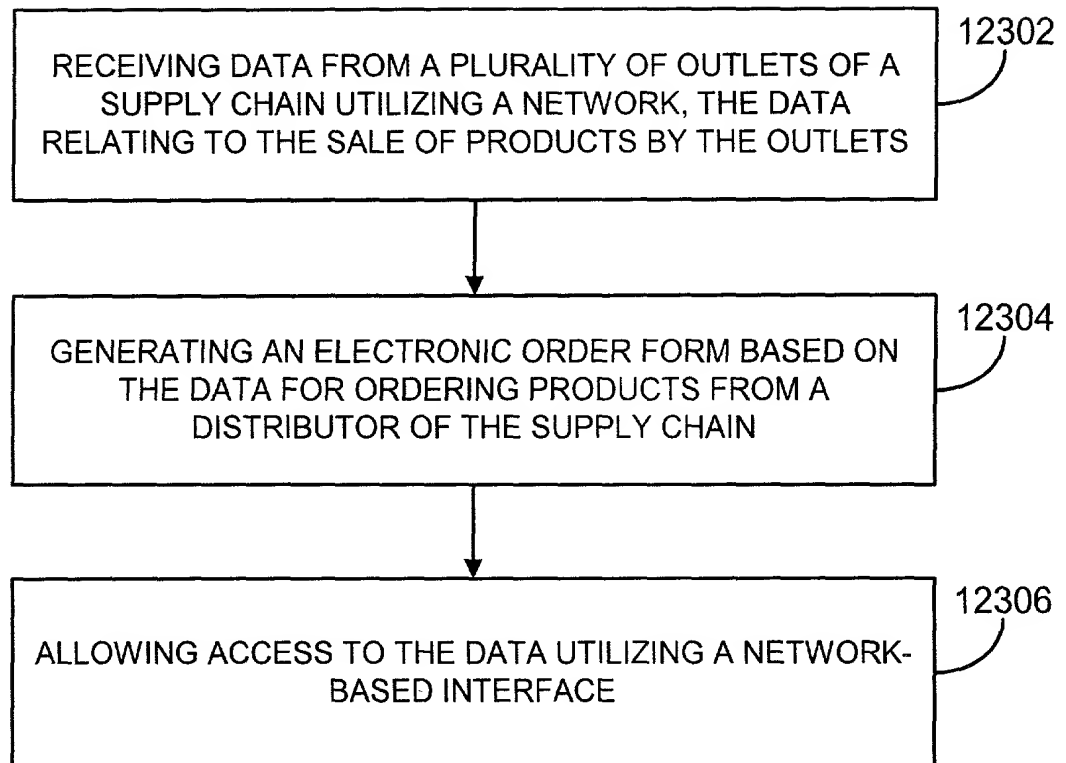 12302
RECEIVING DATA FROM A PLURALITY OF OUTLETS OF A
SUPPLY CHAIN UTILIZING A NETWORK, THE DATA
RELATING TO THE SALE OF PRODUCTS BY THE OUTLETS
12304
GENERATING AN ELECTRONIC ORDER FORM BASED ON
THE DATA FOR ORDERING PRODUCTS FROM A
DISTRIBUTOR OF THE SUPPLY CHAIN
12306
ALLOWING ACCESS TO THE DATA UTILIZING A NETWORK-
BASED INTERFACE